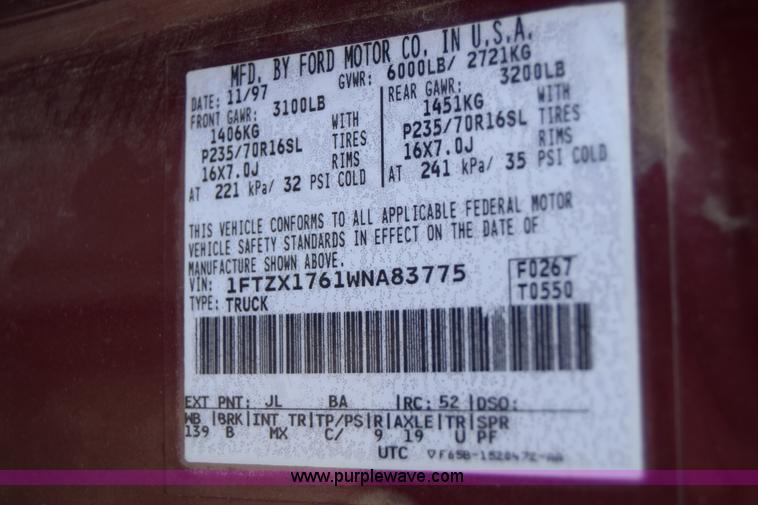 MFD. BY FORD MOTOR CO. IN U.S.A.
DATE: 11/97 GVWR: 6000LB/ 2721KG
FRONT GAWR: 3100LB REAR GAWR: 3200LB
1406KG WITH 1451KG WITH
P235/70R16SL TIRES P235/70R16SL TIRES
16X7.0J RIMS 16X7.0J RIMS
AT 221 kPa/ 32 PSI COLD AT 241 kPa/ 35 PSI COLD
THIS VEHICLE CONFORMS TO ALL APPLICABLE FEDERAL MOTOR
VEHICLE SAFETY STANDARDS IN EFFECT ON THE DATE OF
MANUFACTURE SHOWN ABOVE.
VIN: 1FTZX1761WNA83775 F0267
TYPE: TRUCK T0550
EXT PNT: JL BA RC: 52 DSO:
WB BRK INT TR TP/PS R AXLE TR SPR
139 B MX C/ 9 19 U PF
UTC
www.purplewave.com